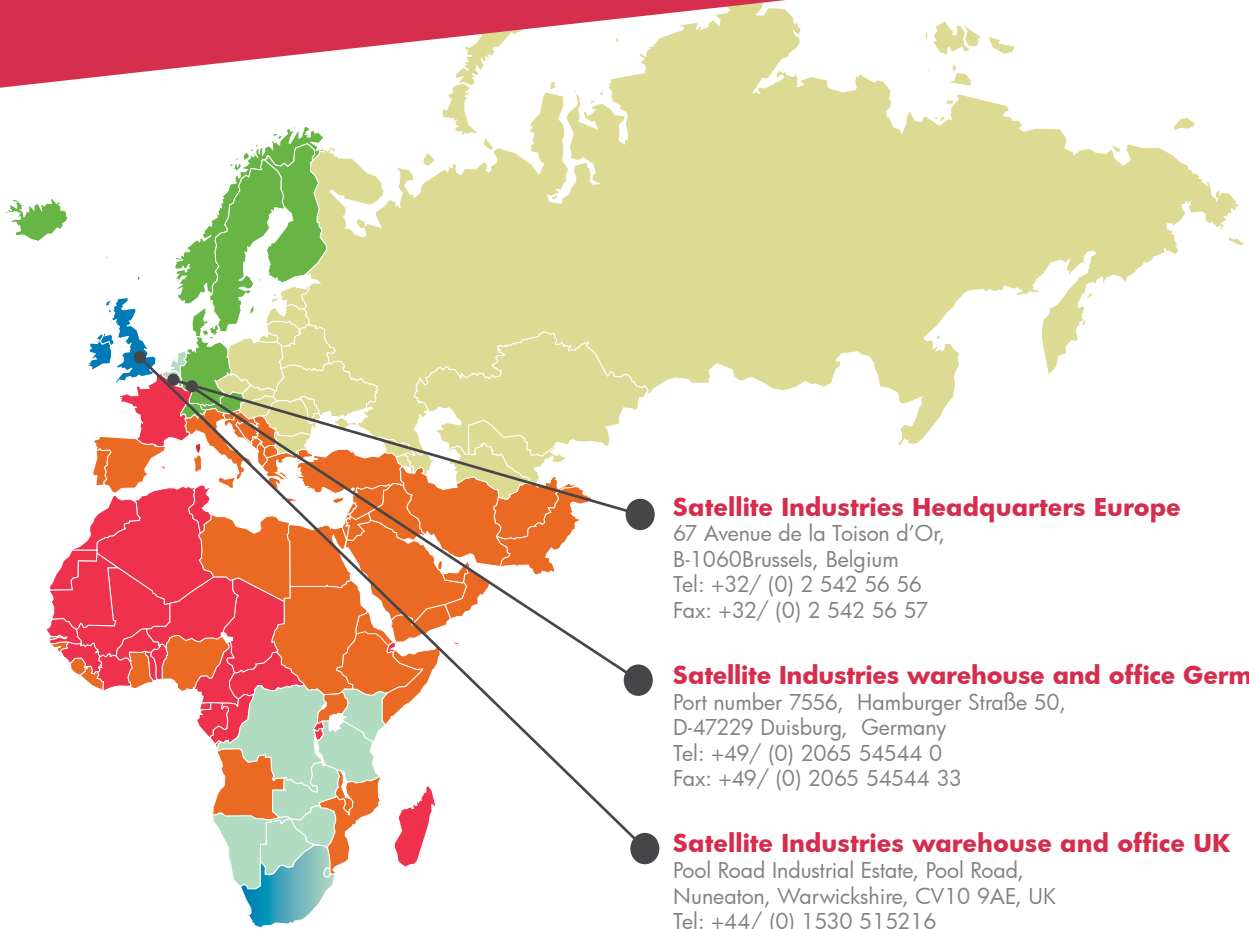 Satellite Industries Headquarters Europe
67 Avenue de la Toison d’Or,
B-1060Brussels, Belgium
Tel: +32/ (0) 2 542 56 56
Fax: +32/ (0) 2 542 56 57
Satellite Industries warehouse and office Germ
Port number 7556,  Hamburger Straße 50,
D-47229 Duisburg,  Germany
Tel: +49/ (0) 2065 54544 0
Fax: +49/ (0) 2065 54544 33
Satellite Industries warehouse and office UK
Pool Road Industrial Estate, Pool Road,
Nuneaton, Warwickshire, CV10 9AE, UK
Tel: +44/ (0) 1530 515216